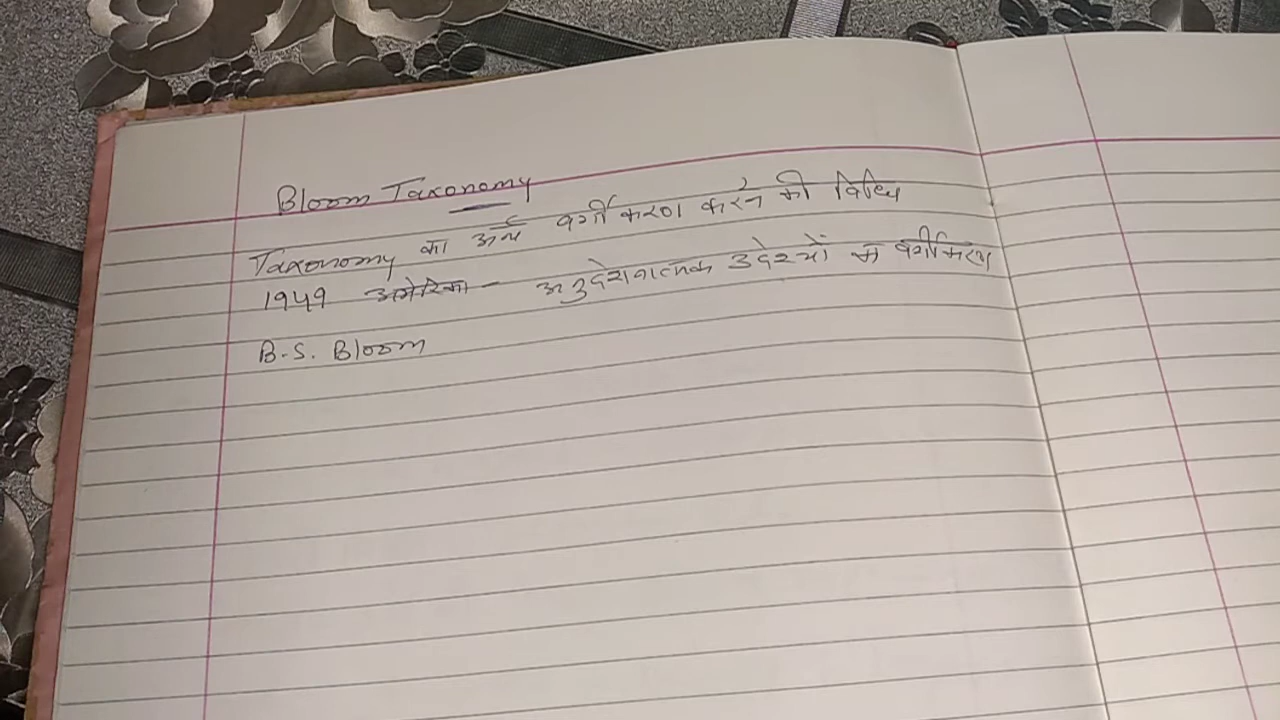 Bloom Taxonomy
Taxonomy का अर्थ वर्गीकरण करने की विधि
1949 अमेरिका - अनुदेशनात्मक उदेश्यों का वर्गीकरण
B.S. Bloom